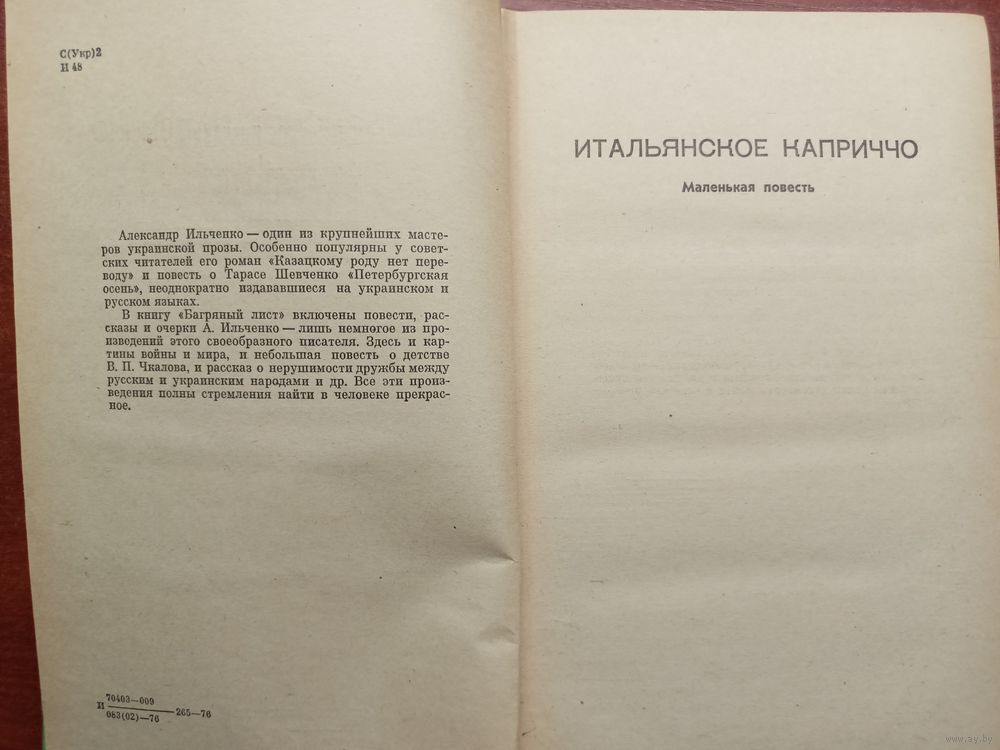 С(Укр)2
И 48
Александр Ильченко — один из крупнейших масте-
ров украинской прозы. Особенно популярны у совет-
ских читателей его роман «Казацкому роду нет пере-
воду» и повесть о Тарасе Шевченко «Петербургская
осень», неоднократно издававшиеся на украинском и
русском языках.
В книгу «Багряный лист» включены повести, рас-
сказы и очерки А. Ильченко — лишь немногое из про-
изведений этого своеобразного писателя. Здесь и кар-
тины войны и мира, и небольшая повесть о детстве
В. П. Чкалова, и рассказ о нерушимости дружбы между
русским и украинским народами и др. Все эти произ-
ведения полны стремления найти в человеке прекрас-
ное.
И 70403—009
083(02)—76 265—76
ИТАЛЬЯНСКОЕ КАПРИЧЧО
Маленькая повесть
www.ay.by